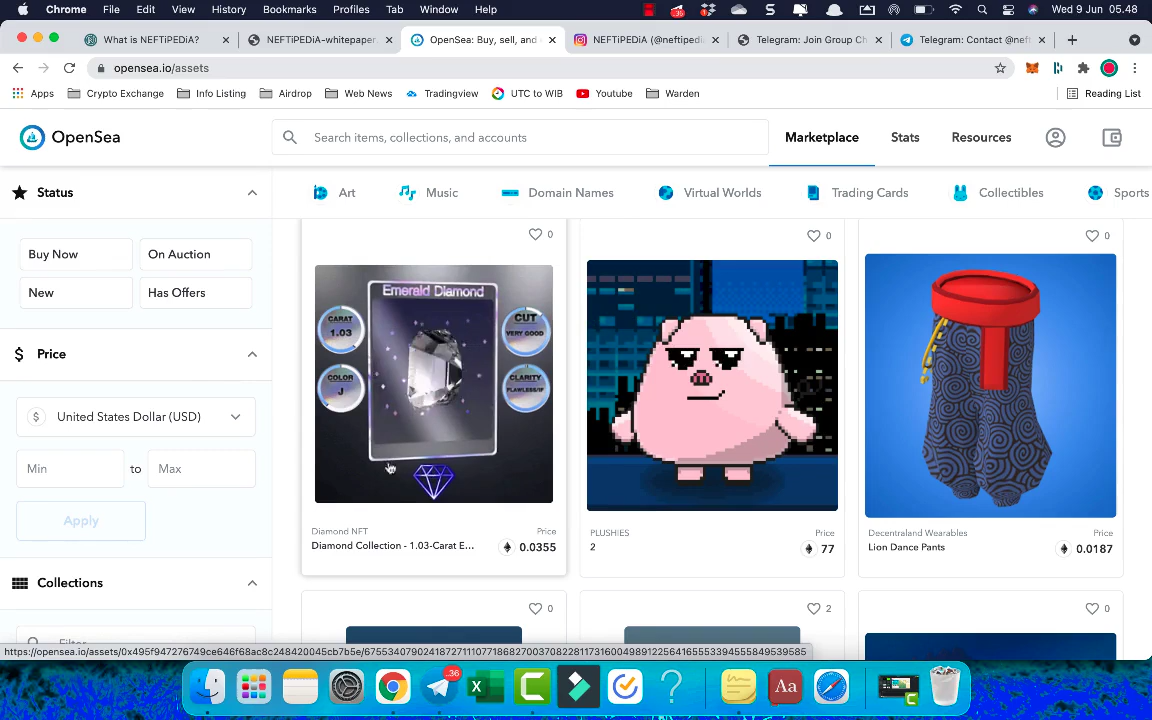 Chrome File Edit View History Bookmarks Profiles Tab Window Help 36 Wed 9 Jun 05.48
What is NEFTiPEDiA? NEFTiPEDiA-whitepaper. OpenSea: Buy, sell, and NEFTiPEDiA (@neftipedi Telegram: Join Group Ch Telegram: Contact @neft
opensea.io/assets
Apps Crypto Exchange Info Listing Airdrop Web News Tradingview UTC to WIB Youtube Warden Reading List
OpenSea Search items, collections, and accounts Marketplace Stats Resources
Status Art Music Domain Names Virtual Worlds Trading Cards Collectibles Sports
0 0 0
Buy Now On Auction
New Has Offers
Emerald Diamond
CARAT 1.03 CUT VERY GOOD
COLOR J CLARITY FLAWLESS/IF
Price
United States Dollar (USD)
Min to Max
Apply
Diamond NFT Price PLUSHIES Price Decentraland Wearables Price
Diamond Collection - 1.03-Carat E... 0.0355 2 77 Lion Dance Pants 0.0187
Collections
0 2 0
Filter
https://opensea.io/assets/0x495f947276749ce646f68ac8c248420045cb7b5e/
36 Aa